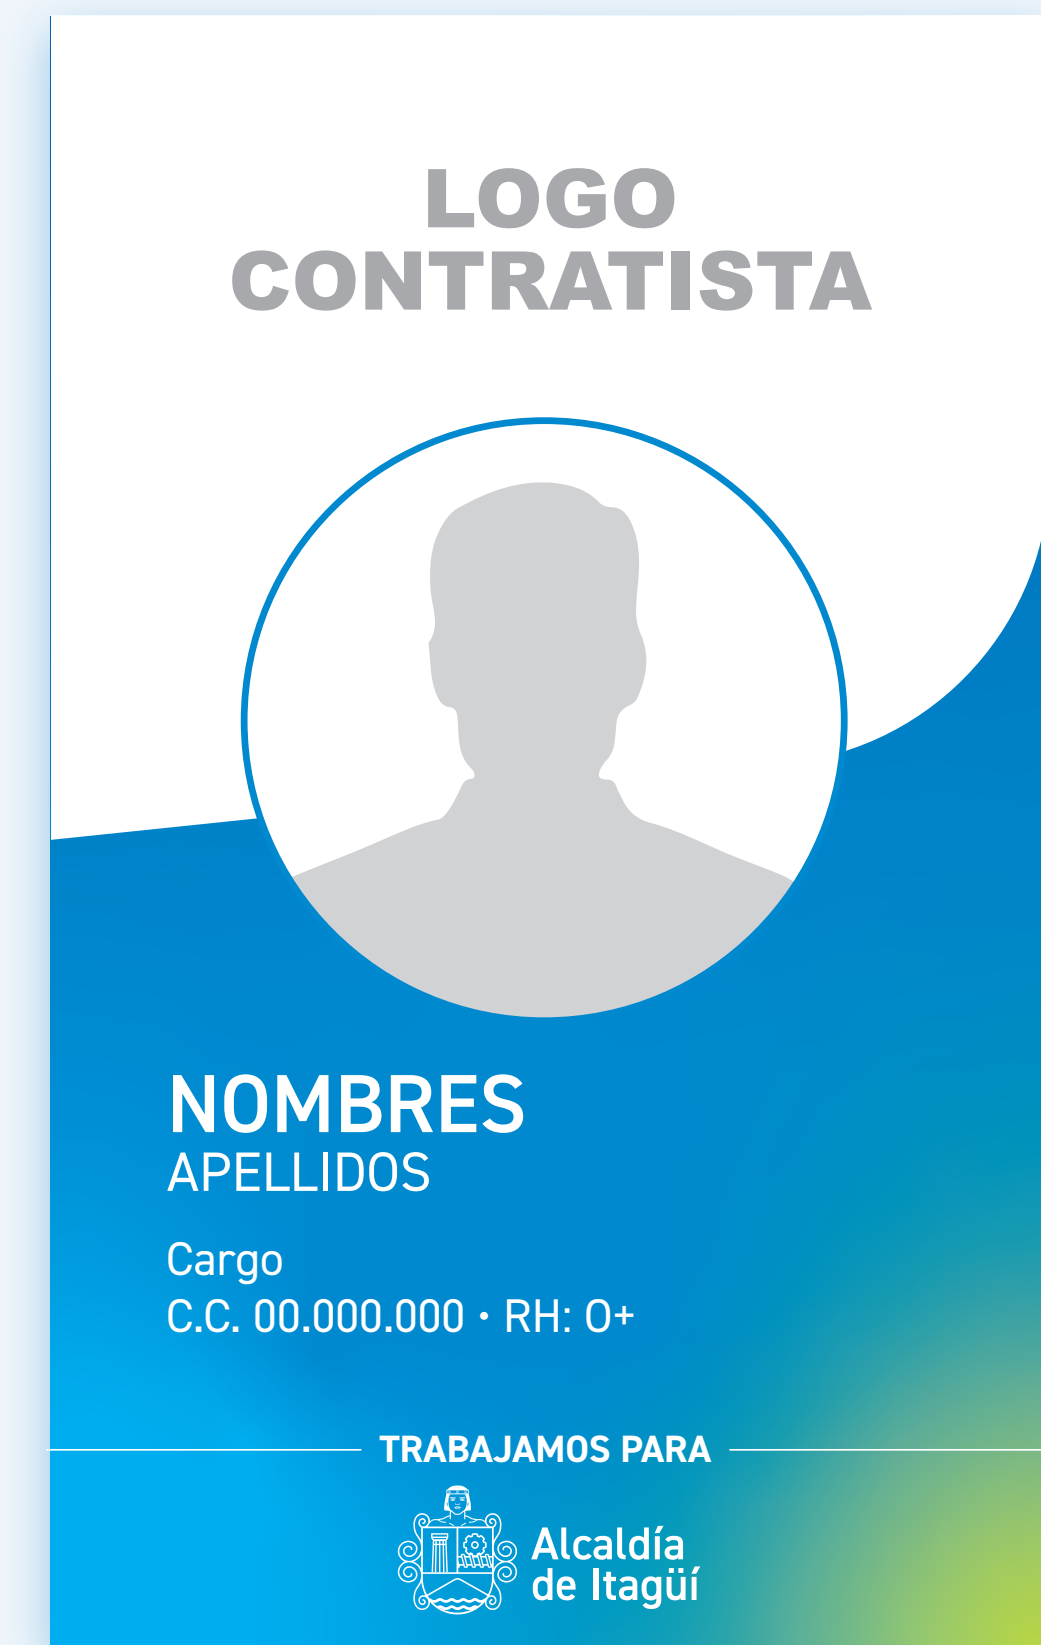 LOGO
CONTRATISTA
NOMBRES
APELLIDOS
Cargo
C.C. 00.000.000 • RH: O+
TRABAJAMOS PARA
Alcaldía
de Itagüí